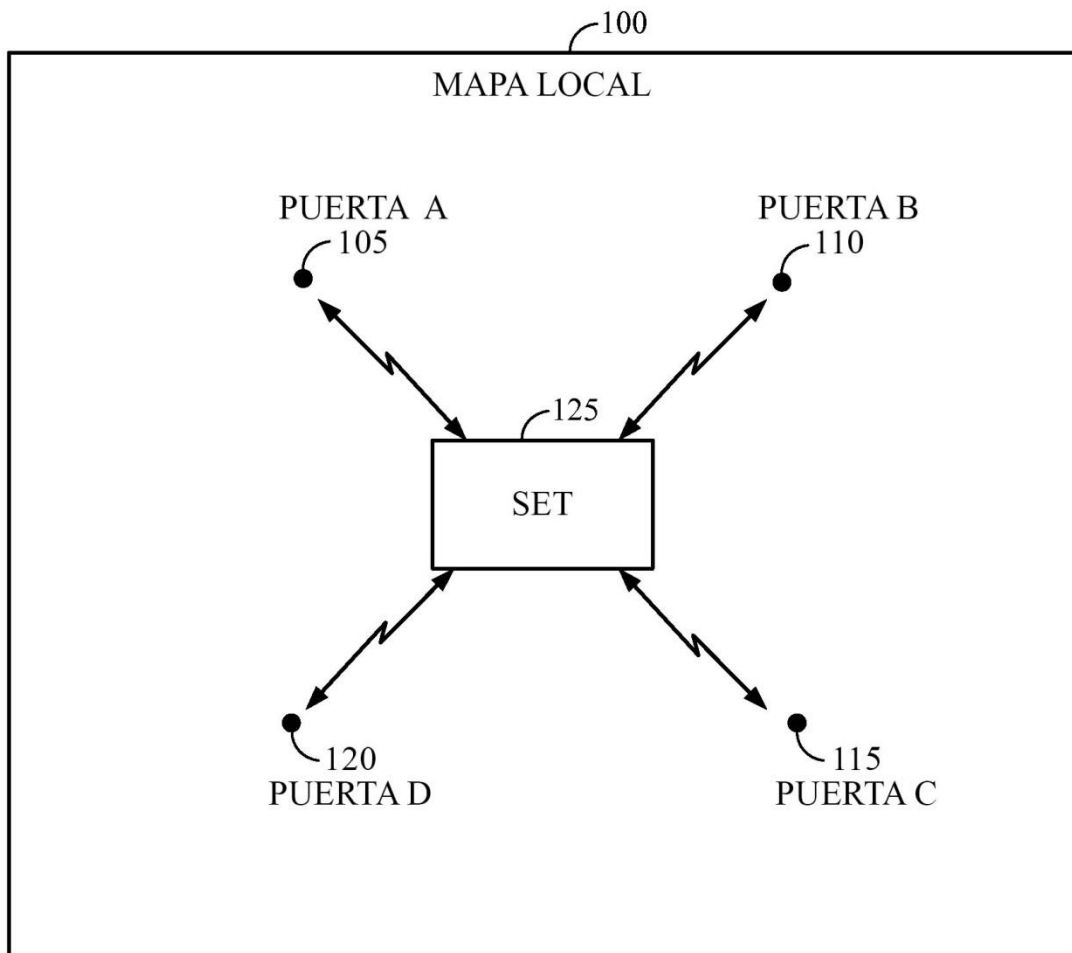 100
MAPA LOCAL
PUERTA A
105
PUERTA B
110
125
SET
120
PUERTA D
115
PUERTA C